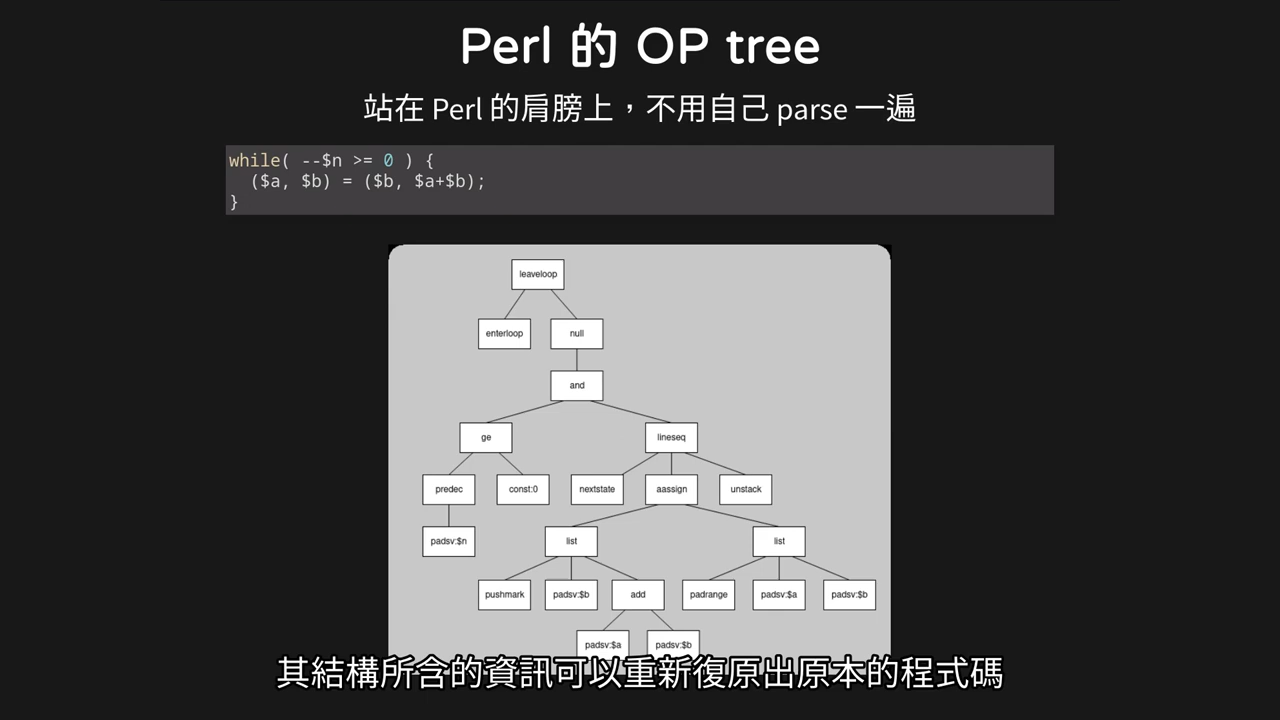 Perl 的 OP tree
站在 Perl 的肩膀上，不用自己 parse 一遍
while( --$n >= 0 ) {
  ($a, $b) = ($b, $a+$b);
}
leaveloop
enterloop null
and
ge lineseq
predec const:0 nextstate aassign unstack
padsv:$n list list
pushmark padsv:$b add padrange padsv:$a padsv:$b
padsv:$a padsv:$b
其結構所含的資訊可以重新復原出原本的程式碼